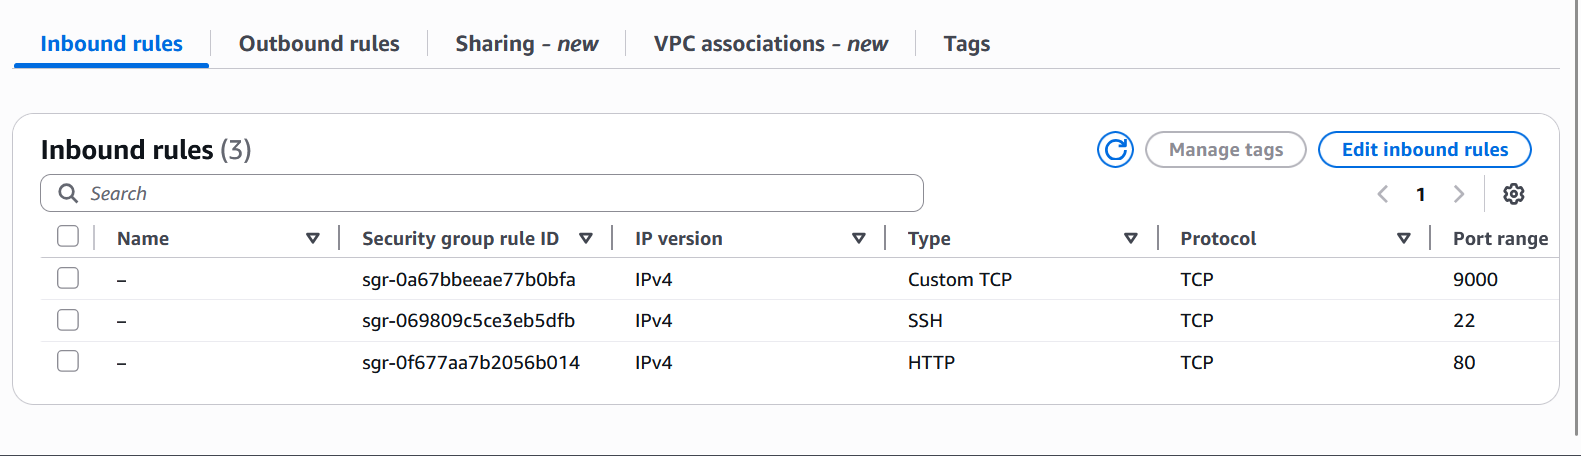 Inbound rules Outbound rules Sharing - new VPC associations - new Tags
Inbound rules (3) Manage tags Edit inbound rules
Search 1
Name Security group rule ID IP version Type Protocol Port range
– sgr-0a67bbeeae77b0bfa IPv4 Custom TCP TCP 9000
– sgr-069809c5ce3eb5dfb IPv4 SSH TCP 22
– sgr-0f677aa7b2056b014 IPv4 HTTP TCP 80